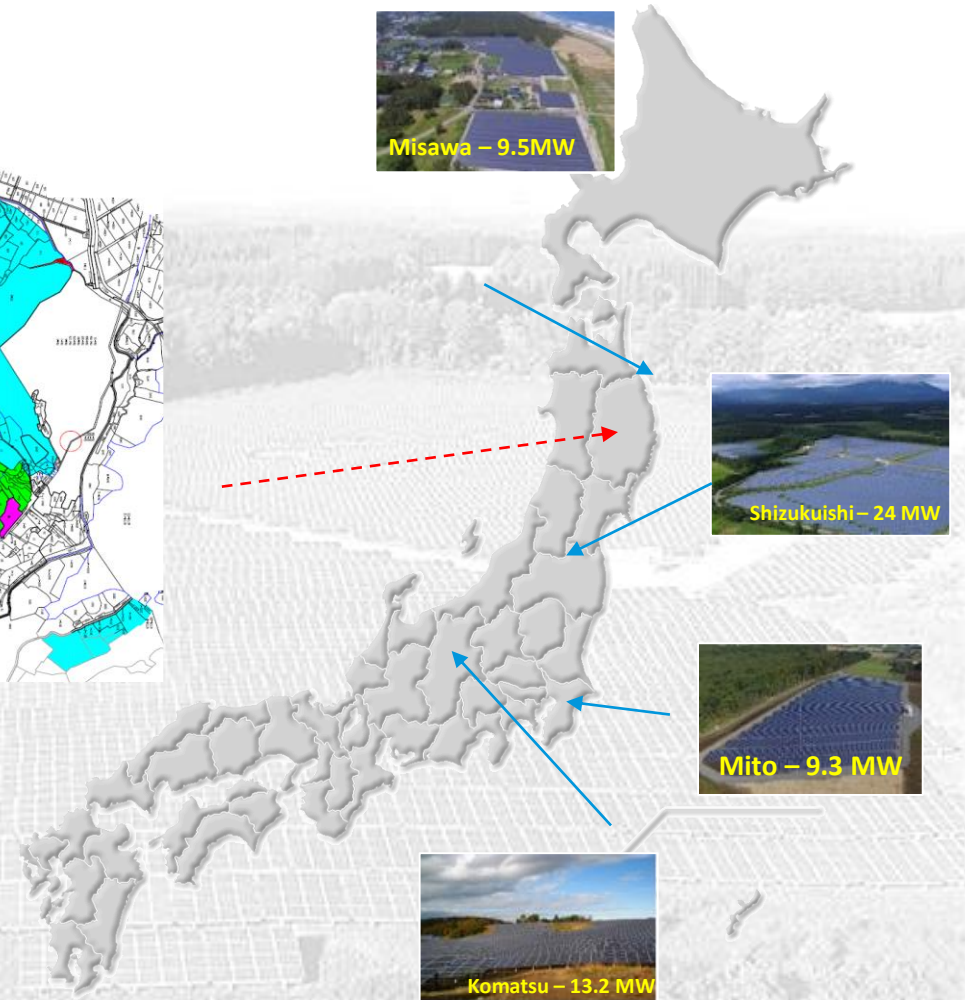 Misawa – 9.5MW
Shizukuishi – 24 MW
Mito – 9.3 MW
Komatsu – 13.2 MW